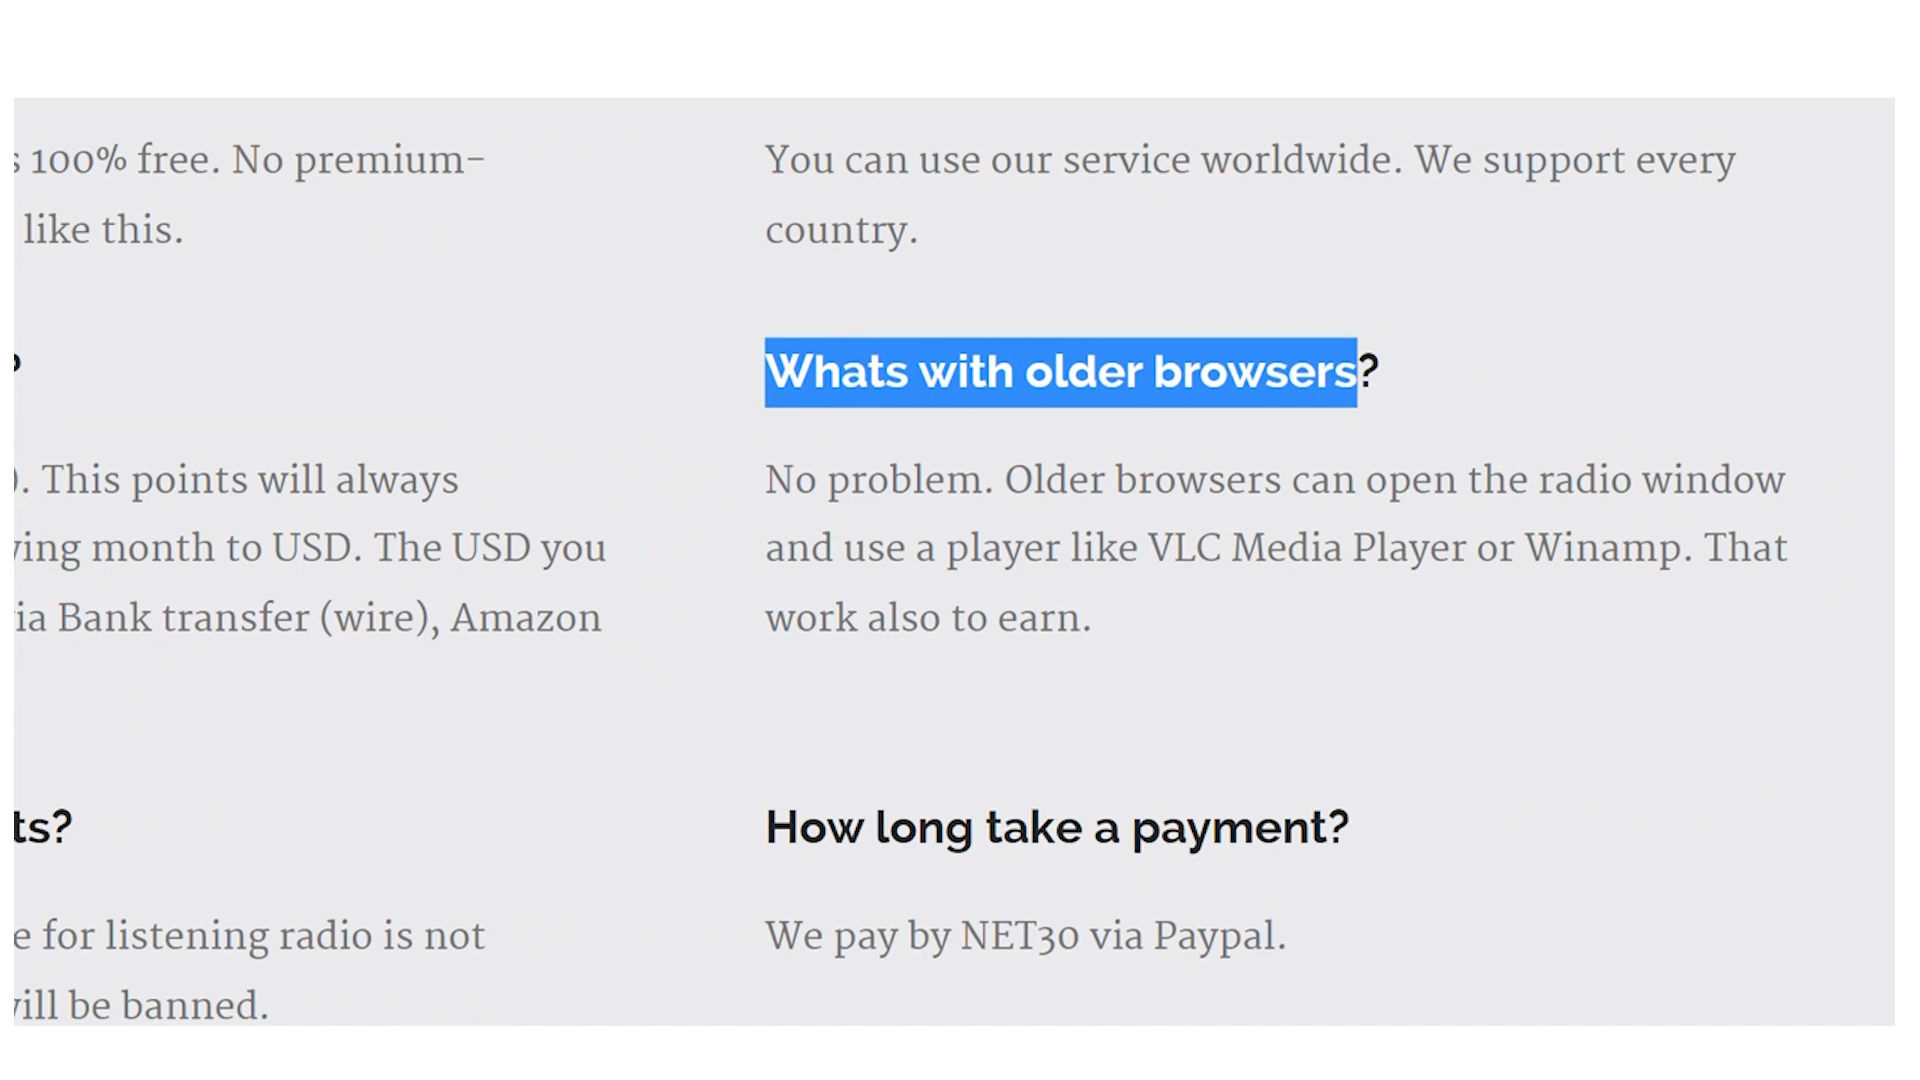 100% free. No premium-
like this.
?
). This points will always
month to USD. The USD you
Bank transfer (wire), Amazon
ts?
for listening radio is not
be banned.
You can use our service worldwide. We support every
country.
Whats with older browsers?
No problem. Older browsers can open the radio window
and use a player like VLC Media Player or Winamp. That
work also to earn.
How long take a payment?
We pay by NET30 via Paypal.